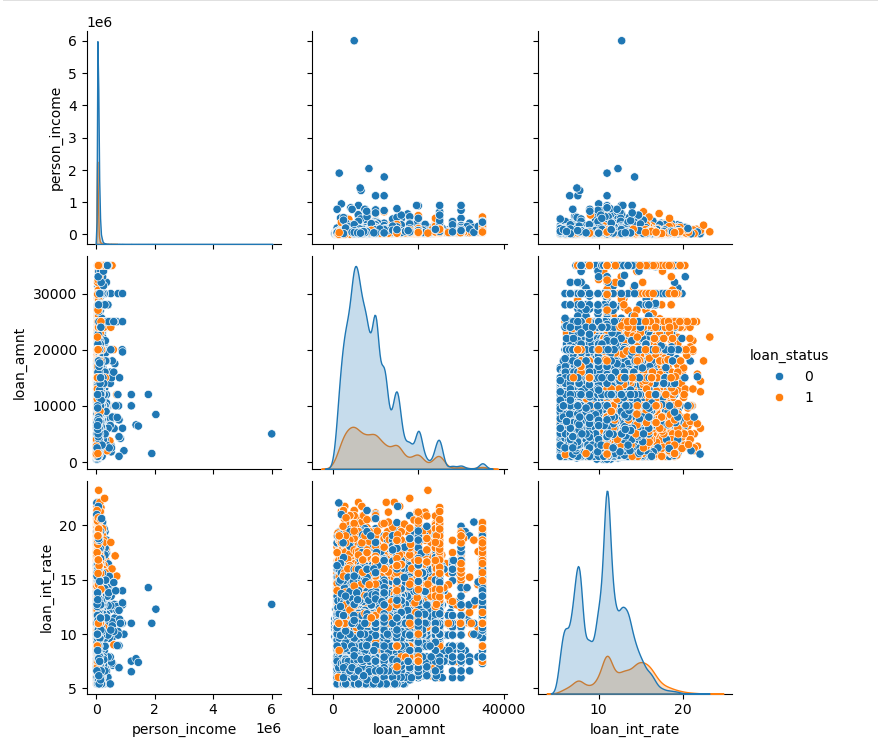 1e6
6
5
4
3
2
1
0
person_income
30000
20000
10000
0
loan_amnt
loan_status
0
1
20
15
10
5
loan_int_rate
0 2 4 6 0 20000 40000 10 20
person_income 1e6 loan_amnt loan_int_rate